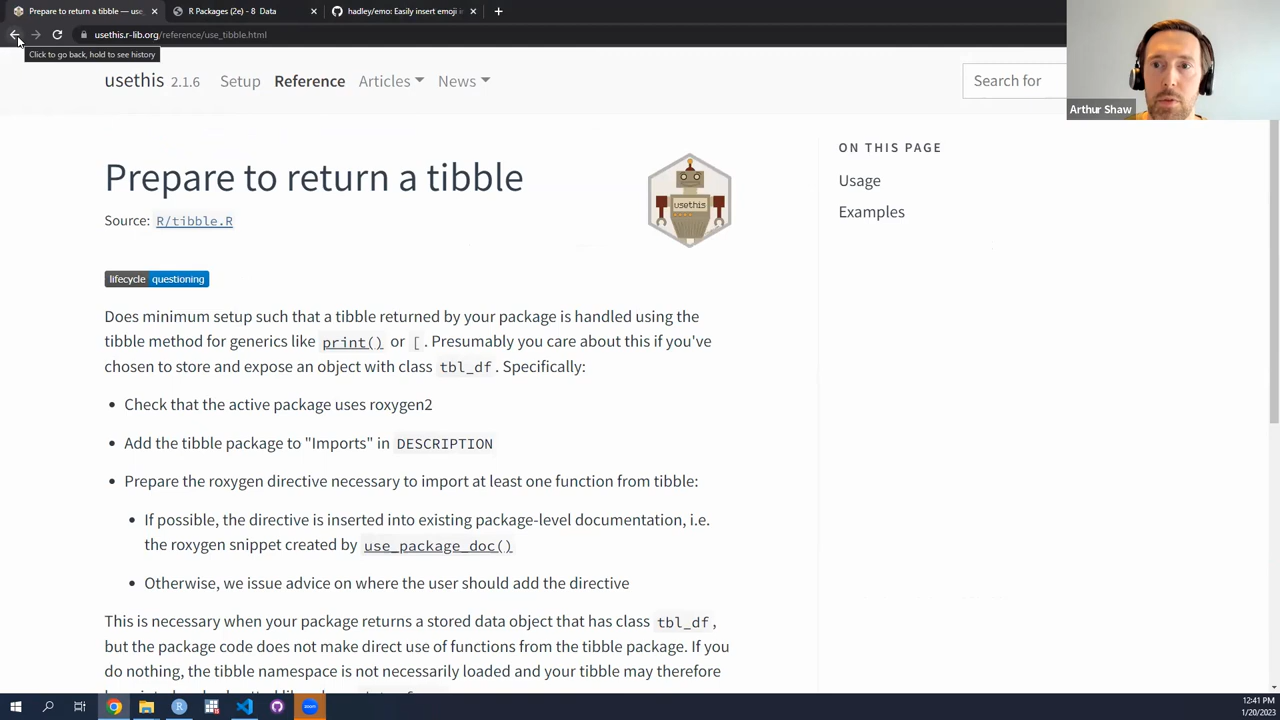 Prepare to return a tibble — use
R Packages (2e) - 8 Data
hadley/emo: Easily insert emoji i
usethis.r-lib.org/reference/use_tibble.html
Click to go back, hold to see history
usethis 2.1.6 Setup Reference Articles News
Search for
Arthur Shaw
Prepare to return a tibble
Source: R/tibble.R
usethis
ON THIS PAGE
Usage
Examples
lifecycle questioning
Does minimum setup such that a tibble returned by your package is handled using the
tibble method for generics like print() or [. Presumably you care about this if you've
chosen to store and expose an object with class tbl_df. Specifically:
• Check that the active package uses roxygen2
• Add the tibble package to "Imports" in DESCRIPTION
• Prepare the roxygen directive necessary to import at least one function from tibble:
• If possible, the directive is inserted into existing package-level documentation, i.e.
the roxygen snippet created by use_package_doc()
• Otherwise, we issue advice on where the user should add the directive
This is necessary when your package returns a stored data object that has class tbl_df,
but the package code does not make direct use of functions from the tibble package. If you
do nothing, the tibble namespace is not necessarily loaded and your tibble may therefore
zoom
12:41 PM
1/20/2023